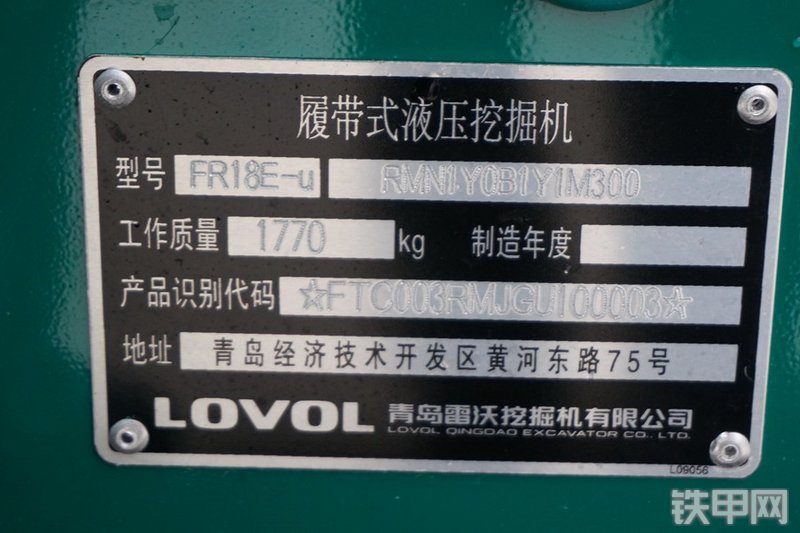 履带式液压挖掘机
型号 FR18E-u RMN1Y0B1Y1M300
工作质量 1770 kg 制造年度
产品识别代码 ☆FTC003RMJGU100003☆
地址 青岛经济技术开发区黄河东路75号
LOVOL 青岛雷沃挖掘机有限公司
LOVOL QINGDAO EXCAVATOR CO., LTD.
L09056
铁甲网